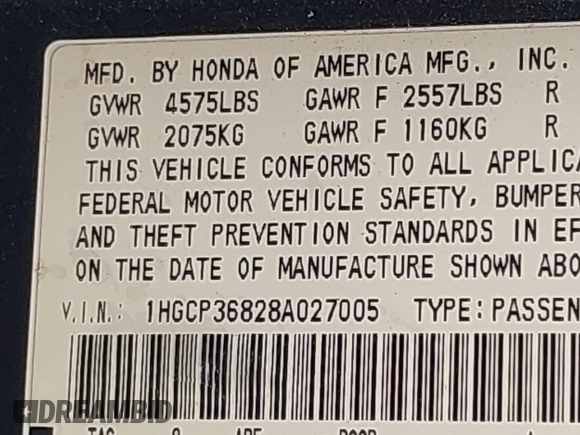 MFD. BY HONDA OF AMERICA MFG., INC.
GVWR 4575LBS GAWR F 2557LBS R
GVWR 2075KG GAWR F 1160KG R
THIS VEHICLE CONFORMS TO ALL APPLICA
FEDERAL MOTOR VEHICLE SAFETY, BUMPER
AND THEFT PREVENTION STANDARDS IN EF
ON THE DATE OF MANUFACTURE SHOWN ABO
V.I.N.: 1HGCP36828A027005 TYPE:PASSEN
DREAMBID